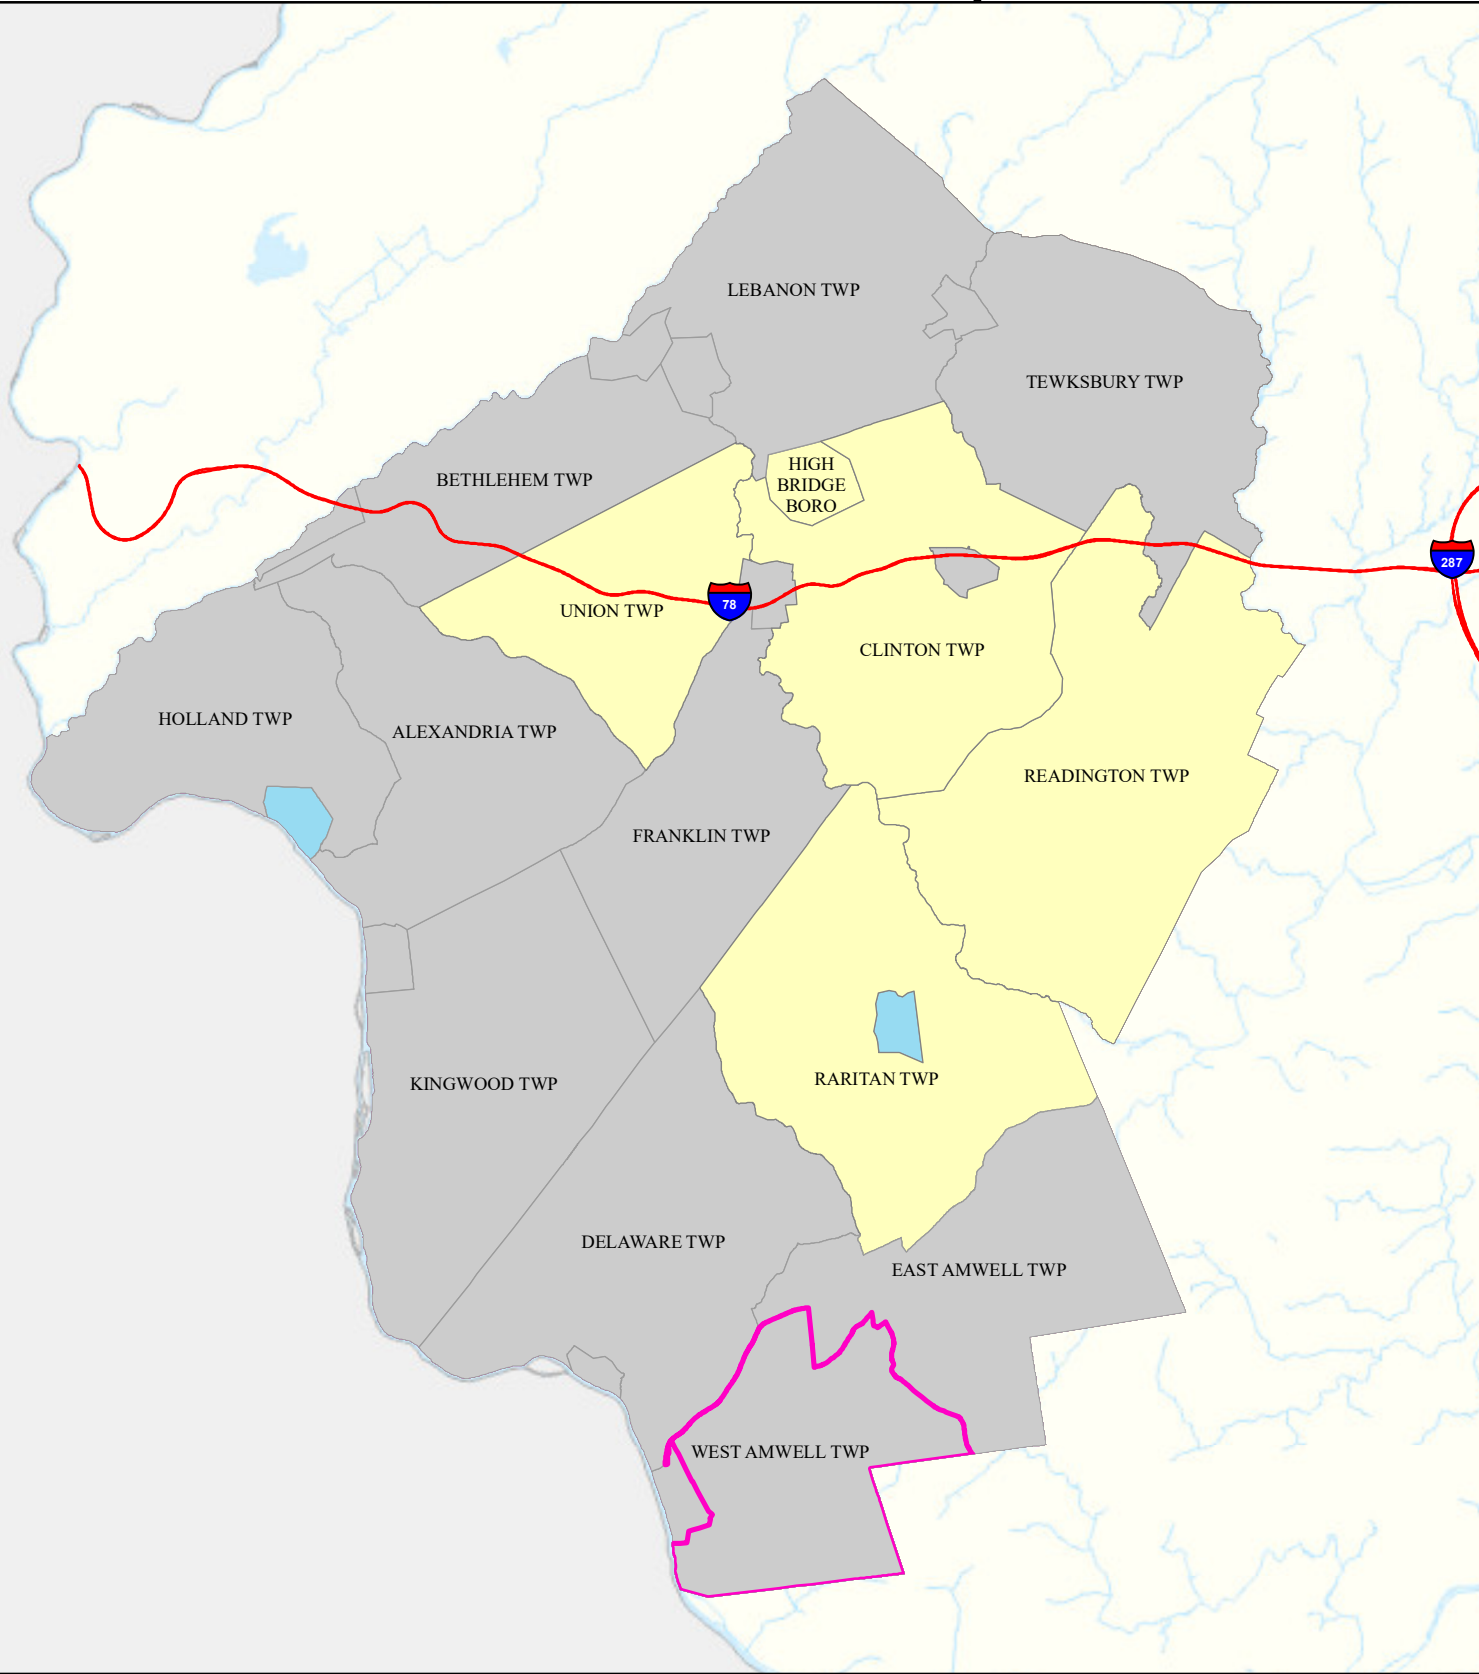 LEBANON TWP
TEWKSBURY TWP
HIGH
BRIDGE
BORO
BETHLEHEM TWP
287
78
UNION TWP
CLINTON TWP
HOLLAND TWP
ALEXANDRIA TWP
READINGTON TWP
FRANKLIN TWP
RARITAN TWP
KINGWOOD TWP
DELAWARE TWP
EAST AMWELL TWP
WEST AMWELL TWP